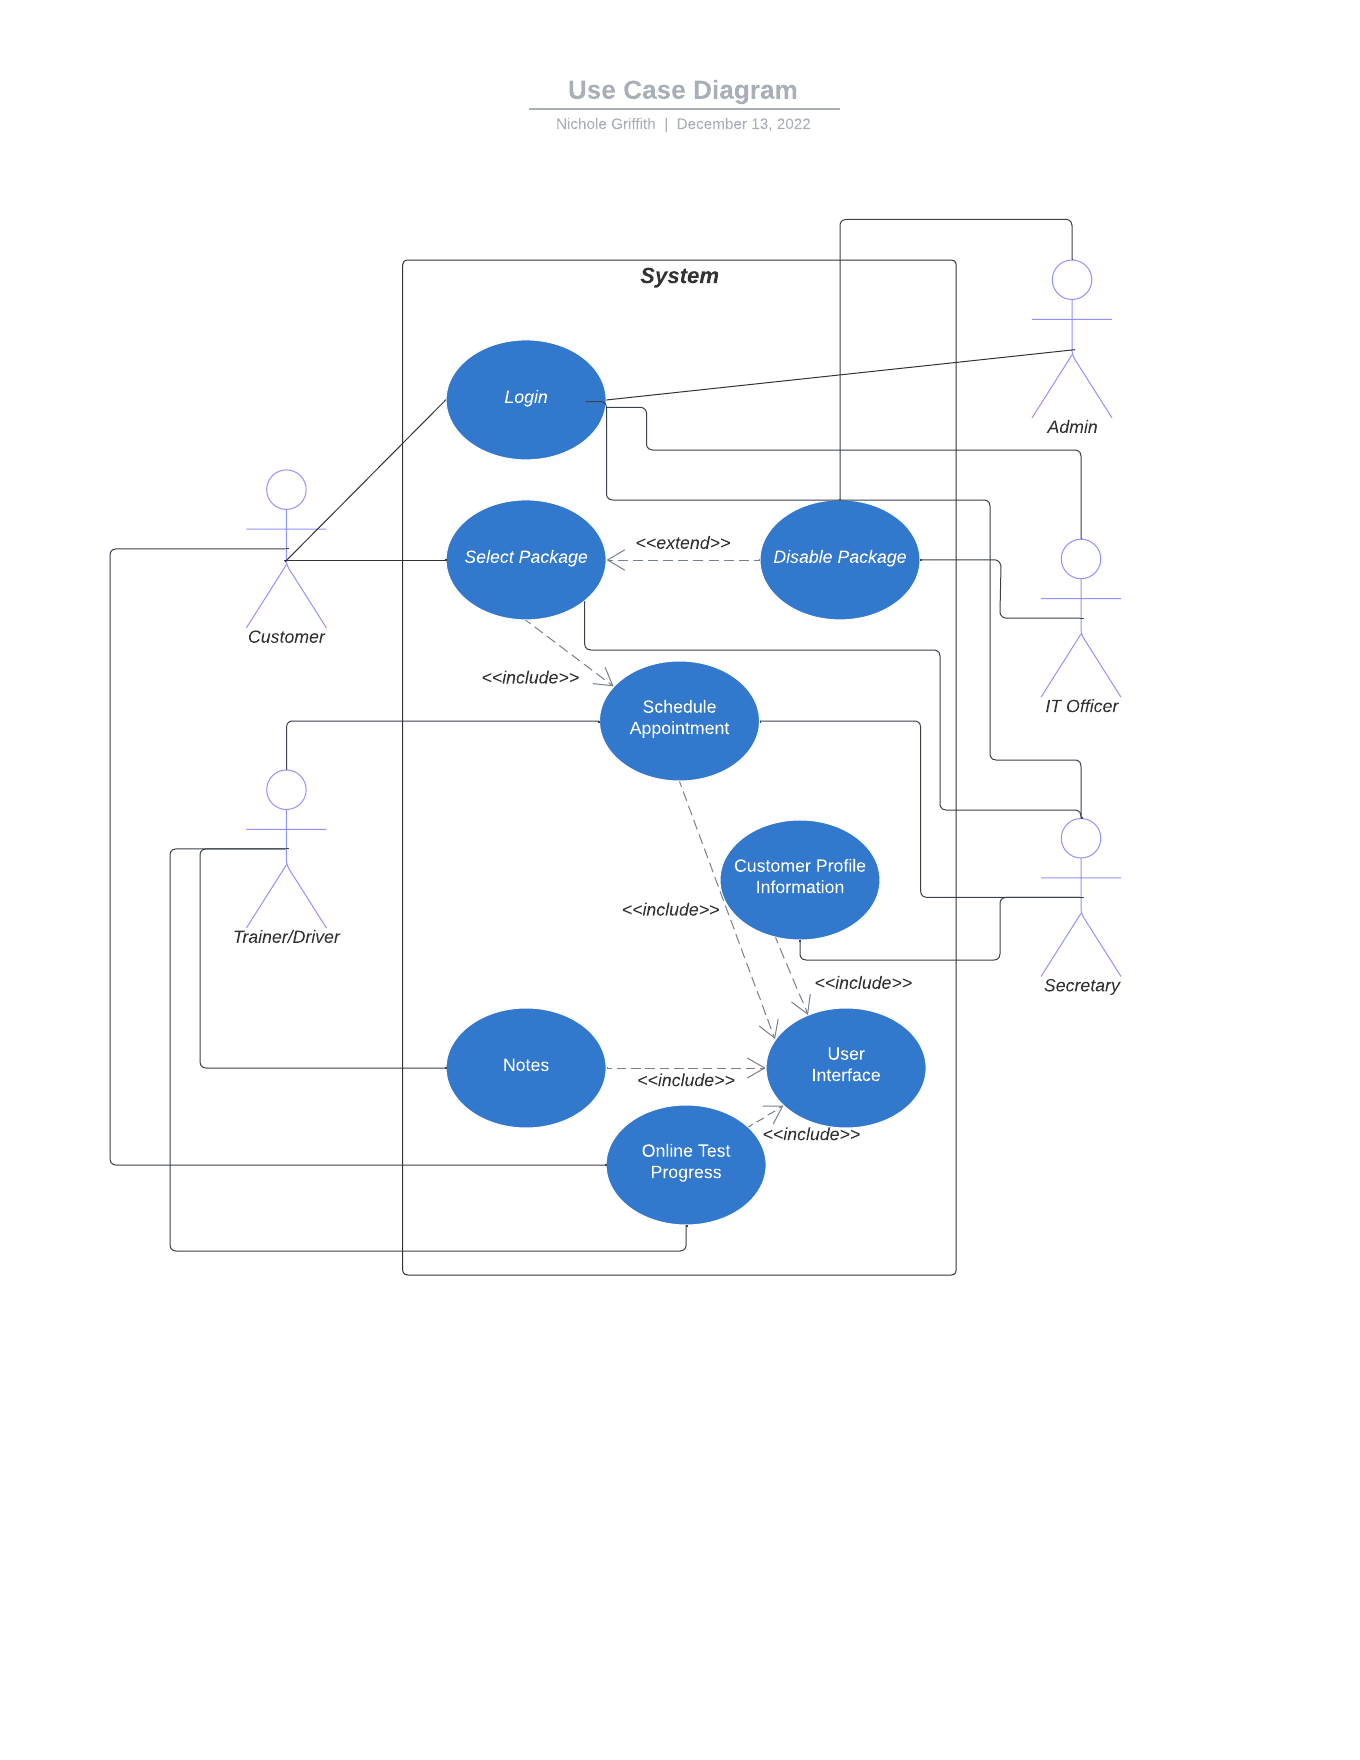 Use Case Diagram
Nichole Griffith | December 13, 2022
System
Login
Admin
Select Package
<<extend>>
Disable Package
Customer
<<include>>
Schedule
Appointment
IT Officer
Customer Profile
Information
<<include>>
Trainer/Driver
<<include>>
Secretary
Notes
<<include>>
User
Interface
<<include>>
Online Test
Progress